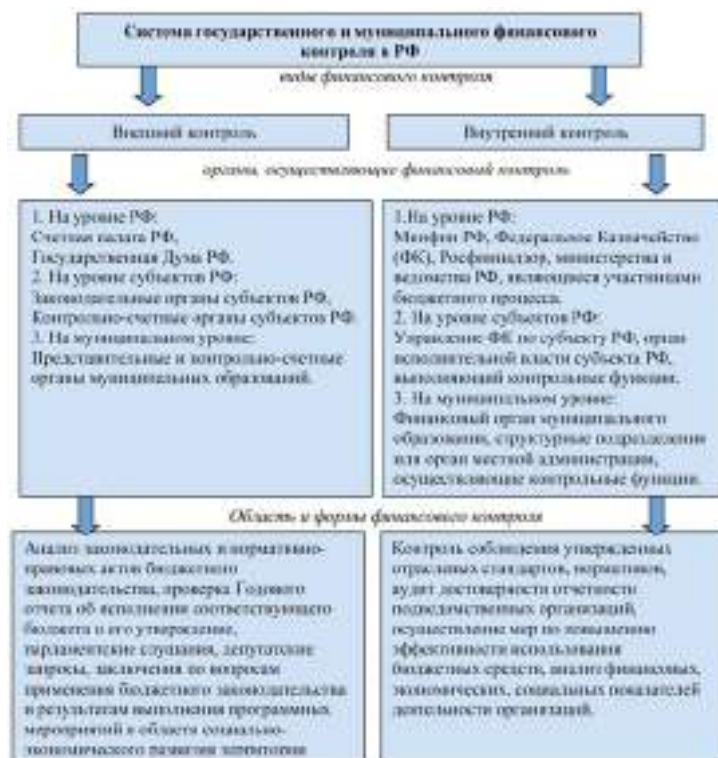 Система государственного и муниципального финансового
контроля в РФ
виды финансового контроля
Внешний контроль
Внутренний контроль
органы, осуществляющие финансовый контроль
1. На уровне РФ:
Счетная палата РФ,
Государственная Дума РФ.
2. На уровне субъектов РФ:
Законодательные органы субъектов РФ,
Контрольно-счетные органы субъектов РФ.
3. На муниципальном уровне:
Представительные и контрольно-счетные
органы муниципальных образований.
1.На уровне РФ:
Минфин РФ, Федеральное Казначейство
(ФК), Росфиннадзор, министерства и
ведомства РФ, являющиеся участниками
бюджетного процесса.
2. На уровне субъектов РФ:
Управление ФК по субъекту РФ, орган
исполнительной власти субъекта РФ,
выполняющий контрольные функции.
3. На муниципальном уровне:
Финансовый орган муниципального
образования, структурные подразделения
или орган местной администрации,
осуществляющие контрольные функции.
Область и формы финансового контроля
Анализ законодательных и нормативно-
правовых актов бюджетного
законодательства, проверка Годового
отчета об исполнении соответствующего
бюджета и его утверждение,
парламентские слушания, депутатские
запросы, заключения по вопросам
применения бюджетного законодательства
и результатам выполнения программных
мероприятий в области социально-
экономического развития территории
Контроль соблюдения утвержденных
отраслевых стандартов, нормативов,
аудит достоверности отчетности
подведомственных организаций,
осуществление мер по повышению
эффективности использования
бюджетных средств, анализ финансовых,
экономических, социальных показателей
деятельности организаций.